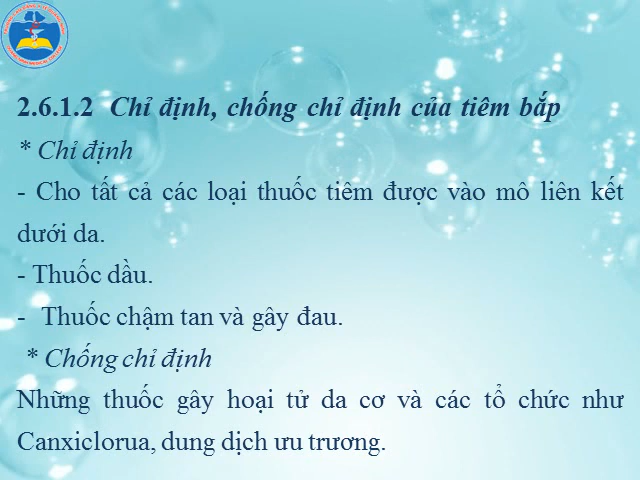 2.6.1.2 Chỉ định, chống chỉ định của tiêm bắp
* Chỉ định
- Cho tất cả các loại thuốc tiêm được vào mô liên kết
dưới da.
- Thuốc dầu.
- Thuốc chậm tan và gây đau.
* Chống chỉ định
Những thuốc gây hoại tử da cơ và các tổ chức như
Canxiclorua, dung dịch ưu trương.